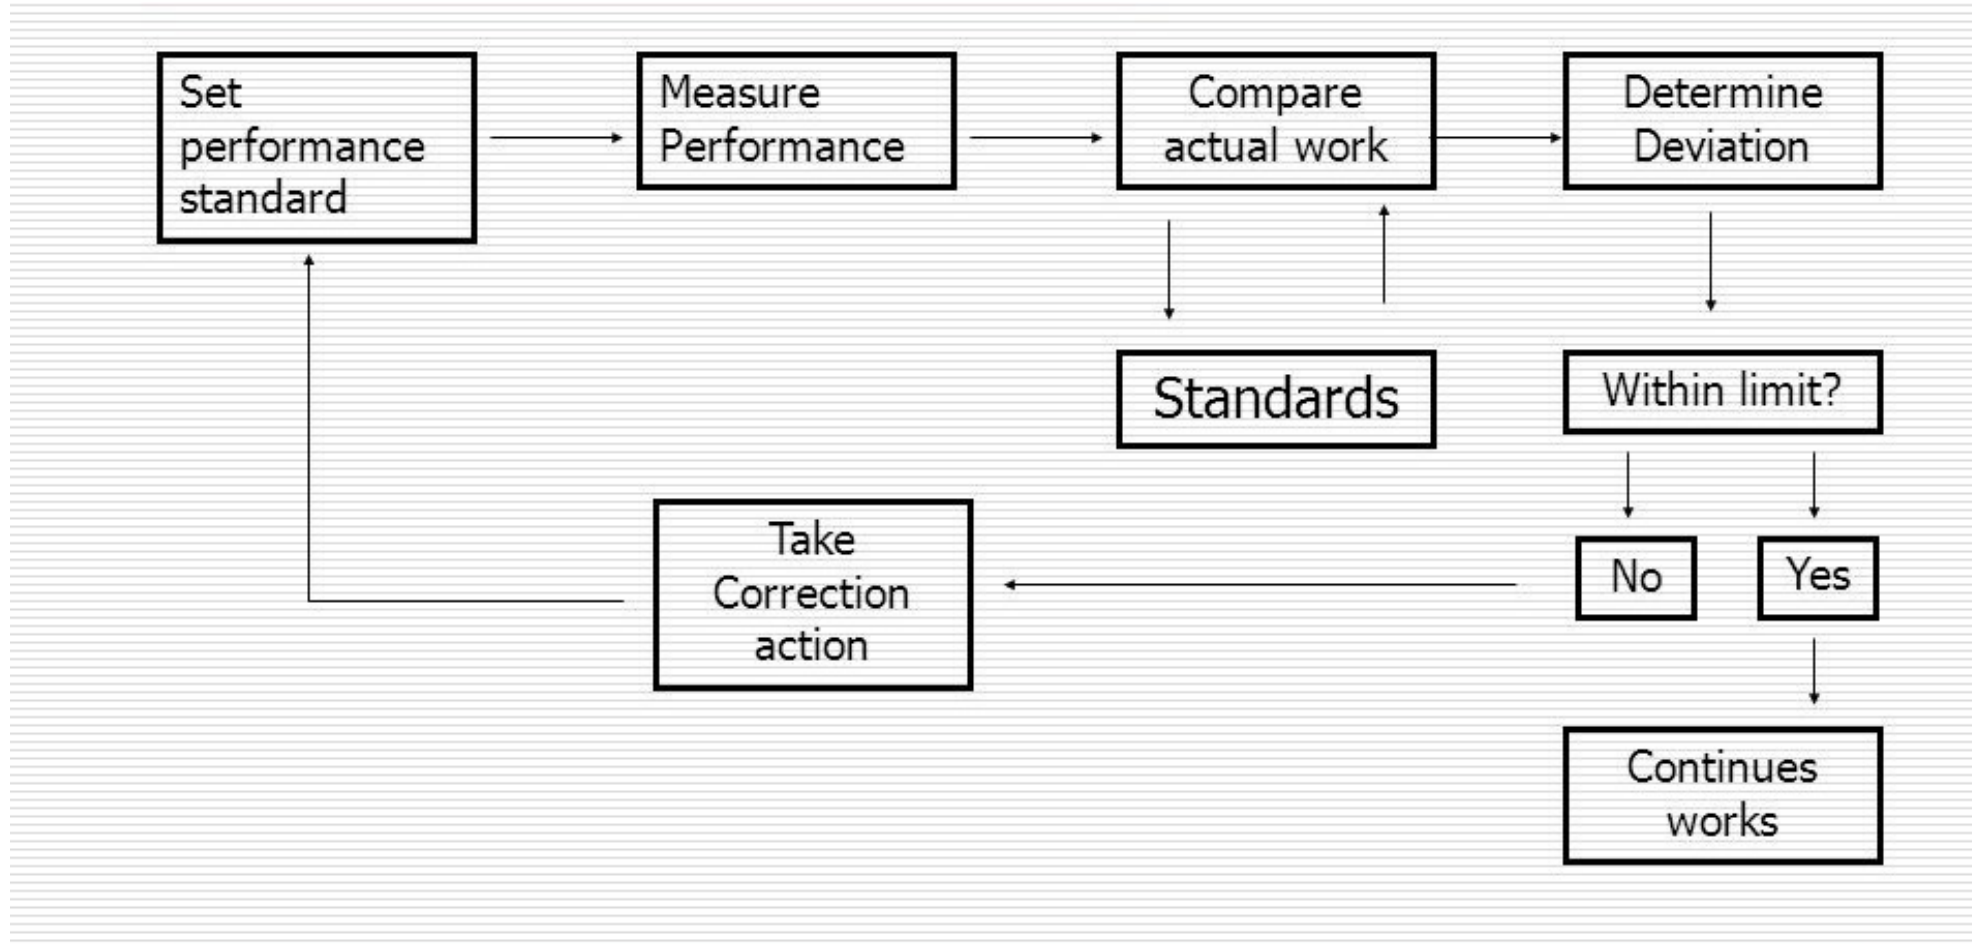 Set
performance
standard
Measure
Performance
Compare
actual work
Determine
Deviation
Standards
Within limit?
No
Yes
Take
Correction
action
Continues
works